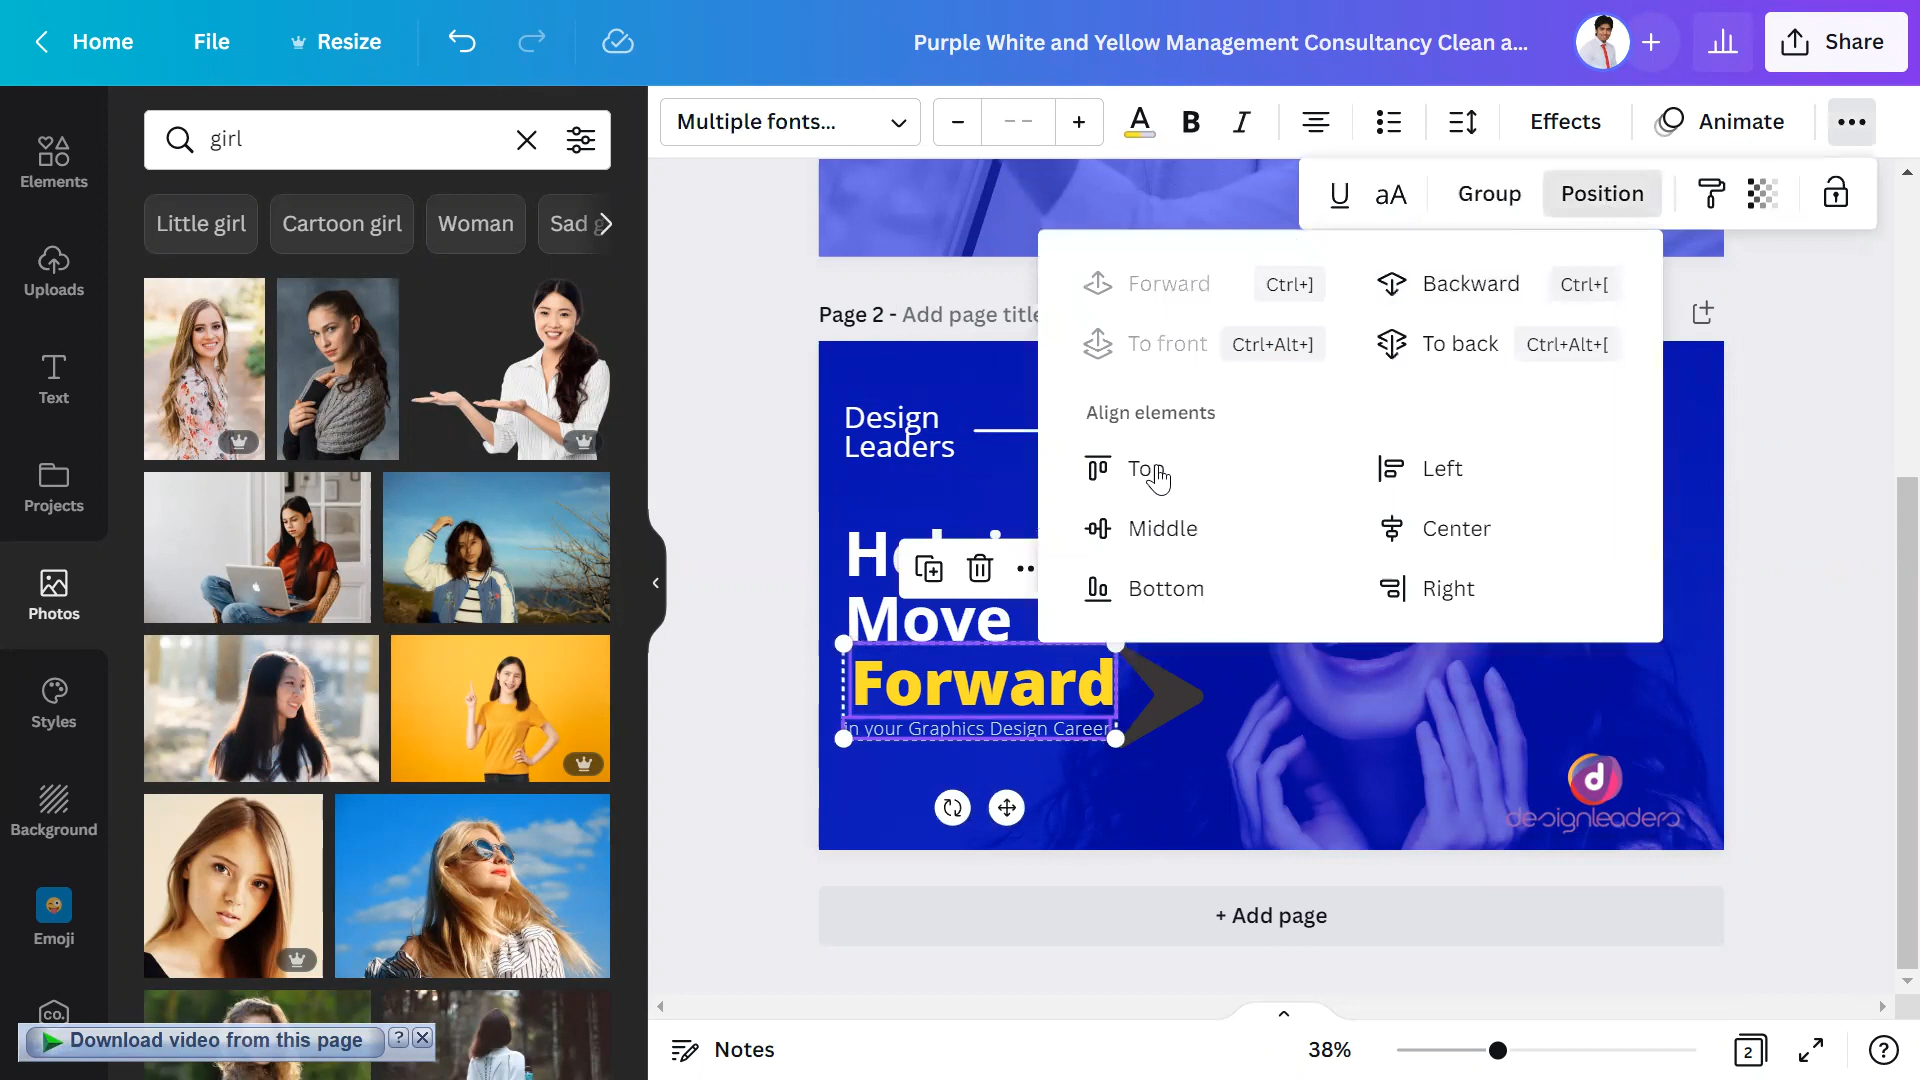 Home
File
Resize
Purple White and Yellow Management Consultancy Clean a...
Share
Elements
Uploads
Text
Projects
Photos
Styles
Background
Emoji
co.
girl
Little girl
Cartoon girl
Woman
Sad
Multiple fonts...
– –
A
B
I
Effects
Animate
U
aA
Group
Position
Forward
Ctrl+]
Backward
Ctrl+[
To front
Ctrl+Alt+]
To back
Ctrl+Alt+[
Align elements
Top
Left
Middle
Center
Bottom
Right
Page 2 - Add page title
Design
Leaders
Move
Forward
in your Graphics Design Career
d
designleaders
+ Add page
Download video from this page
?
Notes
38%
2
?